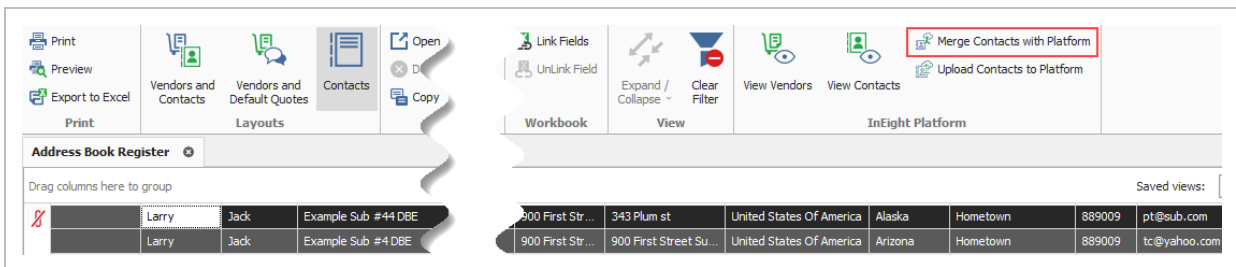 Print
Preview
Export to Excel
Print
Vendors and Contacts
Vendors and Default Quotes
Contacts
Layouts
Open
Copy
Link Fields
UnLink Field
Workbook
Expand / Collapse
Clear Filter
View
View Vendors
View Contacts
Merge Contacts with Platform
Upload Contacts to Platform
InEight Platform
Address Book Register
Drag columns here to group
Saved views:
Larry Jack Example Sub #44 DBE 900 First Str... 343 Plum st United States Of America Alaska Hometown 889009 pt@sub.com
Larry Jack Example Sub #4 DBE 900 First Str... 900 First Street Su... United States Of America Arizona Hometown 889009 tc@yahoo.com